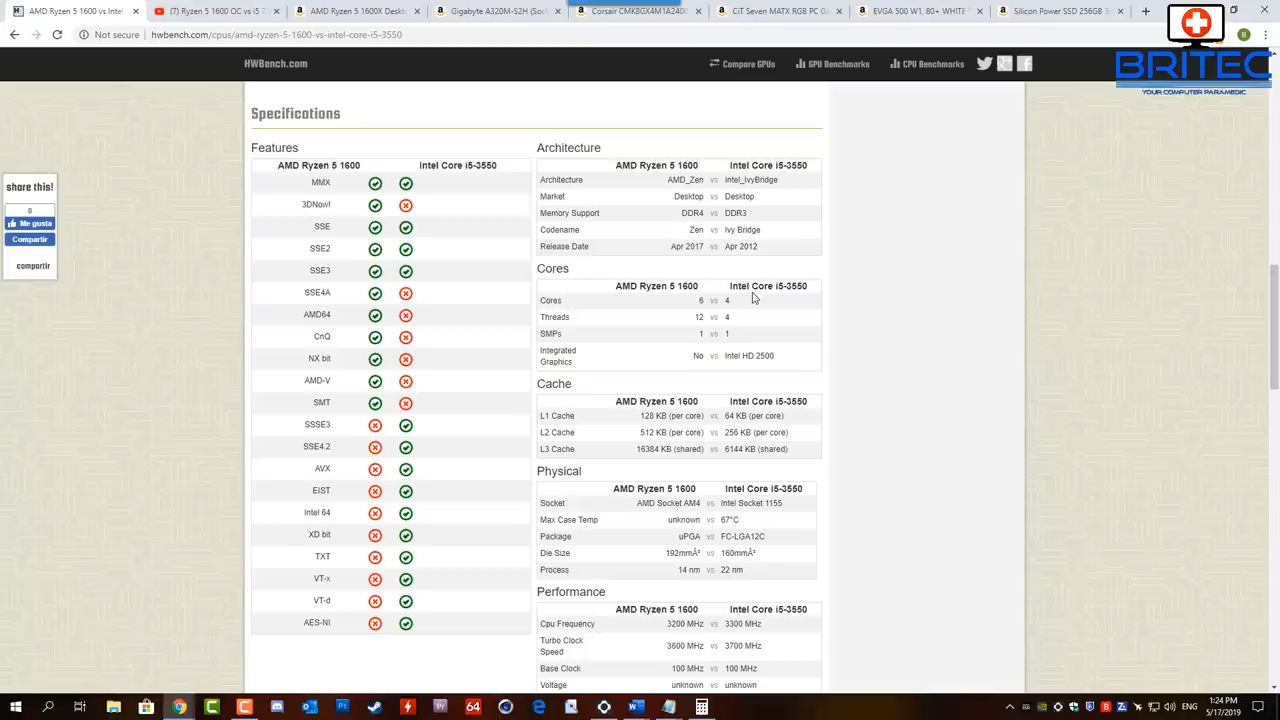 AMD Ryzen 5 1600 vs Intel
(7) Ryzen 5 1600 OC vs i5 7
AMD Ryzen 5 1600X Deskt
Gigabyte A320M-S2H (Soc
Corsair CMK8GX4M1A2400
CiT Seven MATX RGB PC Ga
EVGA 500 W1, 80+ WHITE
Silicon Power SSD 256GB 3
Not secure | hwbench.com/cpus/amd-ryzen-5-1600-vs-intel-core-i5-3550
B
BRITEC
YOUR COMPUTER PARAMEDIC
HWBench.com
Compare GPUs
GPU Benchmarks
CPU Benchmarks
share this!
0
Me gusta
Compartir
compartir
Specifications
Features
AMD Ryzen 5 1600 Intel Core i5-3550
MMX
3DNow!
SSE
SSE2
SSE3
SSE4A
AMD64
CnQ
NX bit
AMD-V
SMT
SSSE3
SSE4.2
AVX
EIST
Intel 64
XD bit
TXT
VT-x
VT-d
AES-NI
Architecture
AMD Ryzen 5 1600 Intel Core i5-3550
Architecture AMD_Zen vs Intel_IvyBridge
Market Desktop vs Desktop
Memory Support DDR4 vs DDR3
Codename Zen vs Ivy Bridge
Release Date Apr 2017 vs Apr 2012
Cores
AMD Ryzen 5 1600 Intel Core i5-3550
Cores 6 vs 4
Threads 12 vs 4
SMPs 1 vs 1
Integrated
Graphics No vs Intel HD 2500
Cache
AMD Ryzen 5 1600 Intel Core i5-3550
L1 Cache 128 KB (per core) vs 64 KB (per core)
L2 Cache 512 KB (per core) vs 256 KB (per core)
L3 Cache 16384 KB (shared) vs 6144 KB (shared)
Physical
AMD Ryzen 5 1600 Intel Core i5-3550
Socket AMD Socket AM4 vs Intel Socket 1155
Max Case Temp unknown vs 67°C
Package uPGA vs FC-LGA12C
Die Size 192mmÂ² vs 160mmÂ²
Process 14 nm vs 22 nm
Performance
AMD Ryzen 5 1600 Intel Core i5-3550
Cpu Frequency 3200 MHz vs 3300 MHz
Turbo Clock
Speed 3600 MHz vs 3700 MHz
Base Clock 100 MHz vs 100 MHz
Voltage unknown vs unknown
1:24 PM
5/17/2019